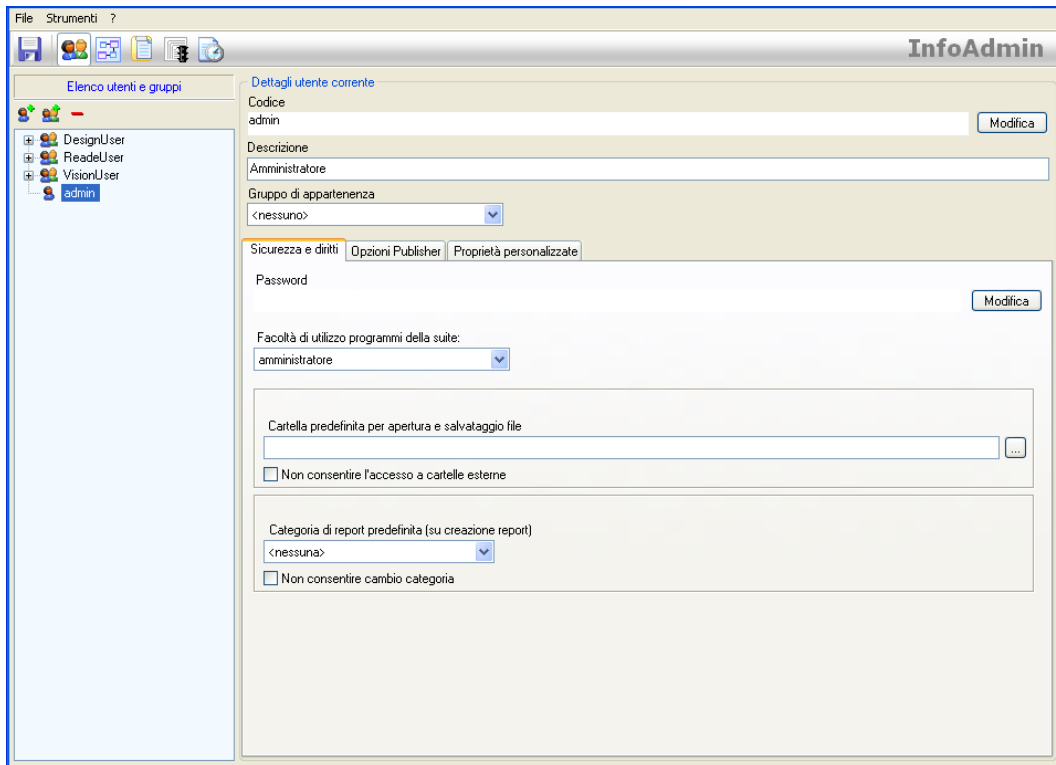 File Strumenti ?
InfoAdmin
Elenco utenti e gruppi
DesignUser
ReadeUser
VisionUser
admin
Dettagli utente corrente
Codice
admin
Modifica
Descrizione
Amministratore
Gruppo di appartenenza
<nessuno>
Sicurezza e diritti Opzioni Publisher Proprietà personalizzate
Password
Modifica
Facoltà di utilizzo programmi della suite:
amministratore
Cartella predefinita per apertura e salvataggio file
...
Non consentire l'accesso a cartelle esterne
Categoria di report predefinita (su creazione report)
<nessuna>
Non consentire cambio categoria